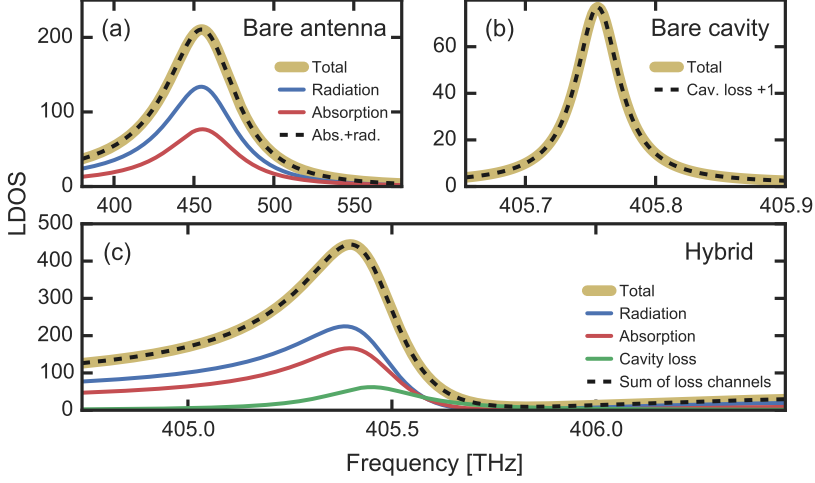 (a) Bare antenna
Total
Radiation
Absorption
Abs.+rad.
200
100
0
400 450 500 550
(b) Bare cavity
Total
Cav. loss +1
60
40
20
0
405.7 405.8 405.9
LDOS
(c) Hybrid
Total
Radiation
Absorption
Cavity loss
Sum of loss channels
500
400
300
200
100
0
405.0 405.5 406.0
Frequency [THz]